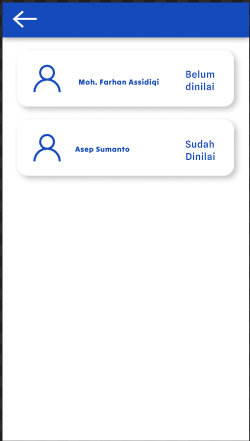 Moh. Farhan Assidiqi
Belum
dinilai
Asep Sumanto
Sudah
Dinilai